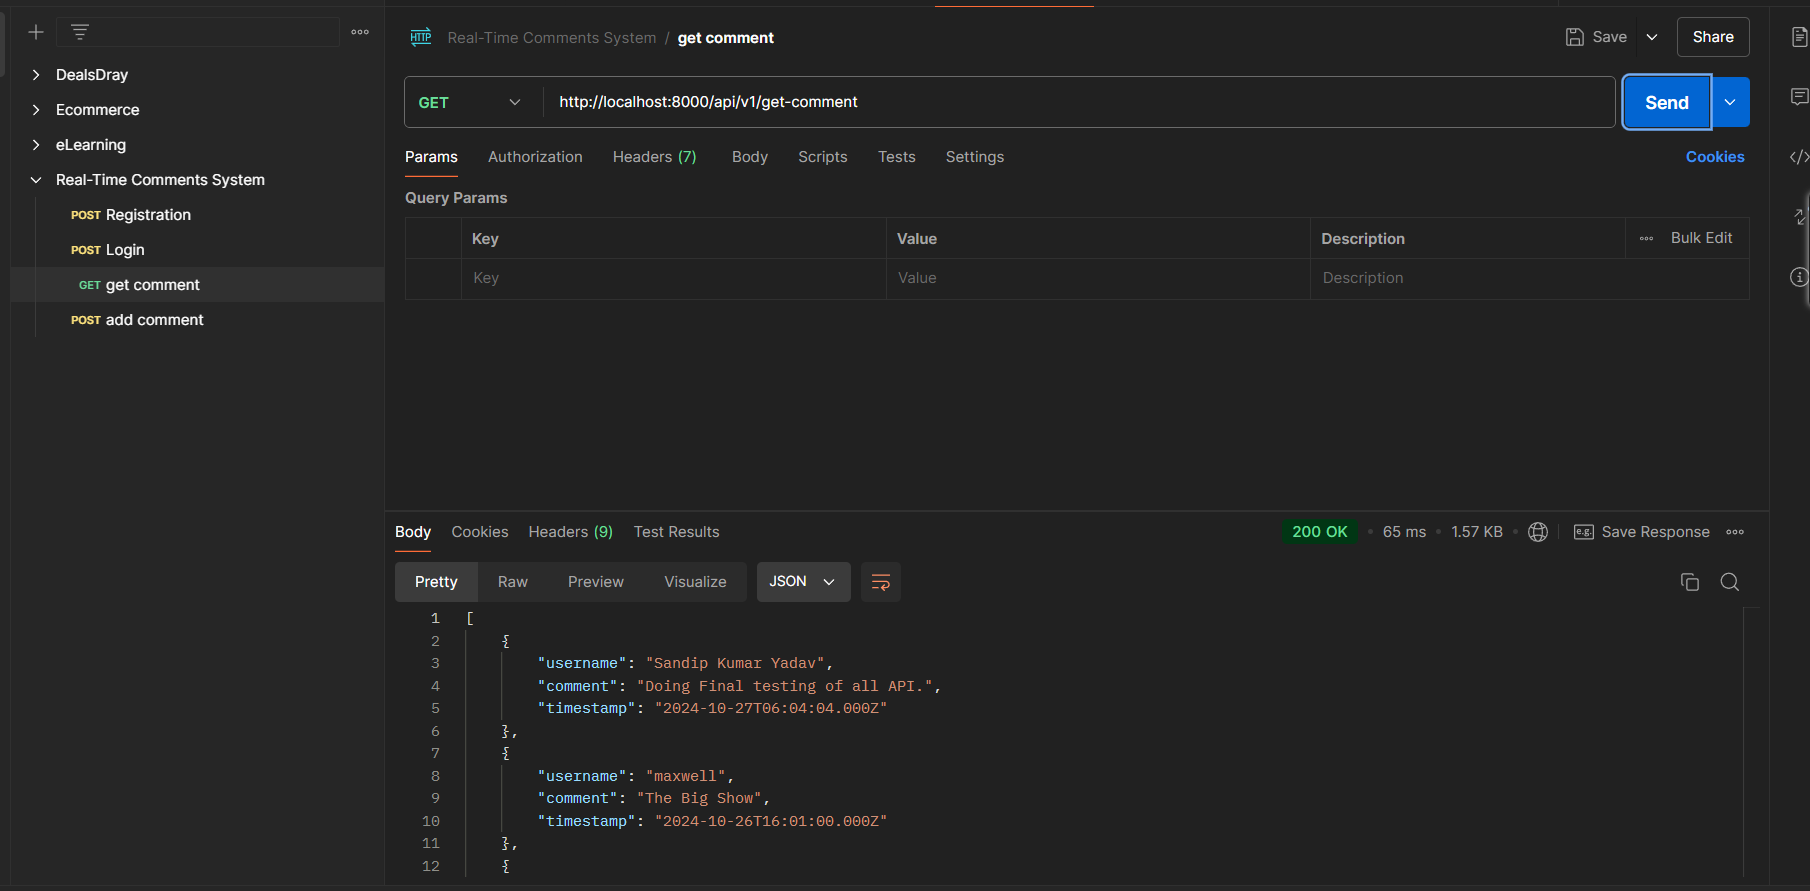 DealsDray
Ecommerce
eLearning
Real-Time Comments System
POST Registration
POST Login
GET get comment
POST add comment
HTTP Real-Time Comments System / get comment
Save
Share
GET http://localhost:8000/api/v1/get-comment
Send
Params Authorization Headers (7) Body Scripts Tests Settings Cookies
Query Params
Key Value Description Bulk Edit
Key Value Description
Body Cookies Headers (9) Test Results 200 OK • 65 ms • 1.57 KB • e.g. Save Response
Pretty Raw Preview Visualize JSON
1 [
2 {
3 "username": "Sandip Kumar Yadav",
4 "comment": "Doing Final testing of all API.",
5 "timestamp": "2024-10-27T06:04:04.000Z"
6 },
7 {
8 "username": "maxwell",
9 "comment": "The Big Show",
10 "timestamp": "2024-10-26T16:01:00.000Z"
11 },
12 {